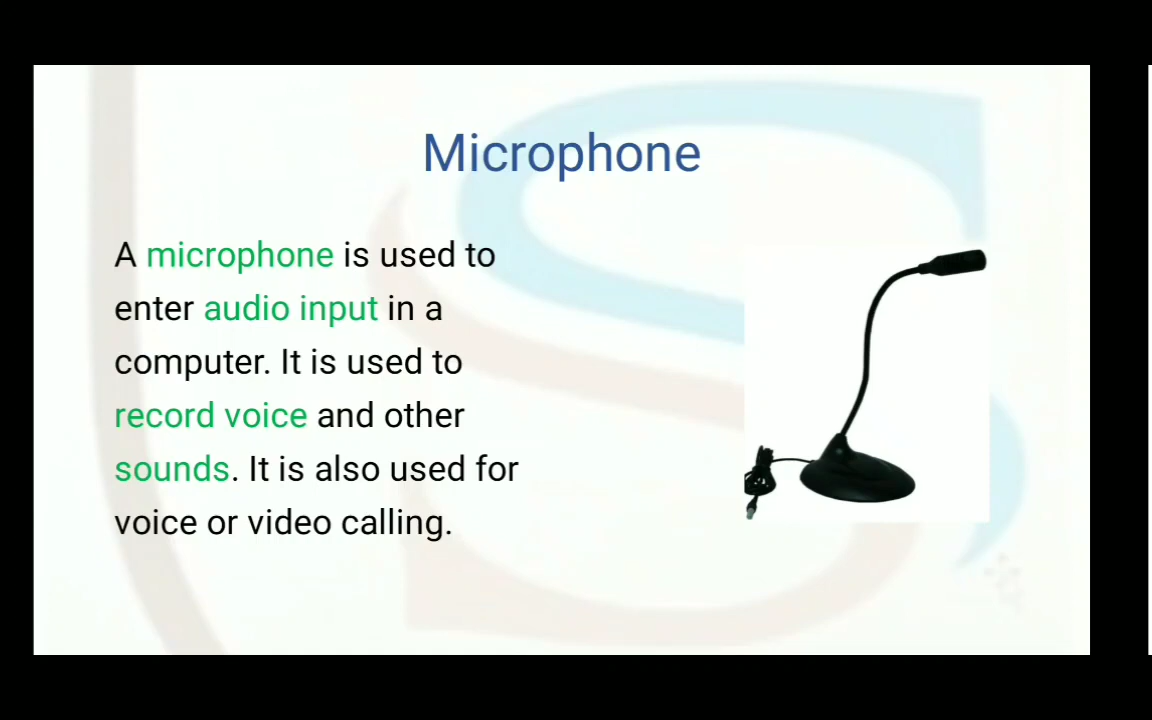 Microphone
A microphone is used to
enter audio input in a
computer. It is used to
record voice and other
sounds. It is also used for
voice or video calling.